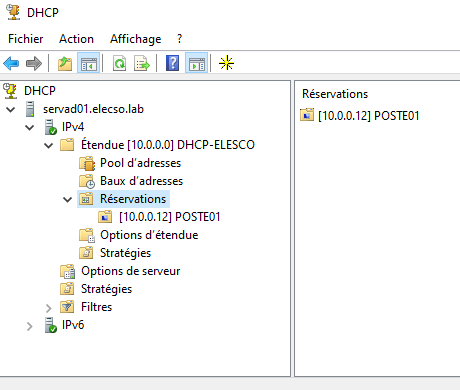 DHCP
Fichier Action Affichage ?
DHCP
servad01.elecso.lab
IPv4
Étendue [10.0.0.0] DHCP-ELESCO
Pool d'adresses
Baux d'adresses
Réservations
[10.0.0.12] POSTE01
Options d'étendue
Stratégies
Options de serveur
Stratégies
Filtres
IPv6
Réservations
[10.0.0.12] POSTE01